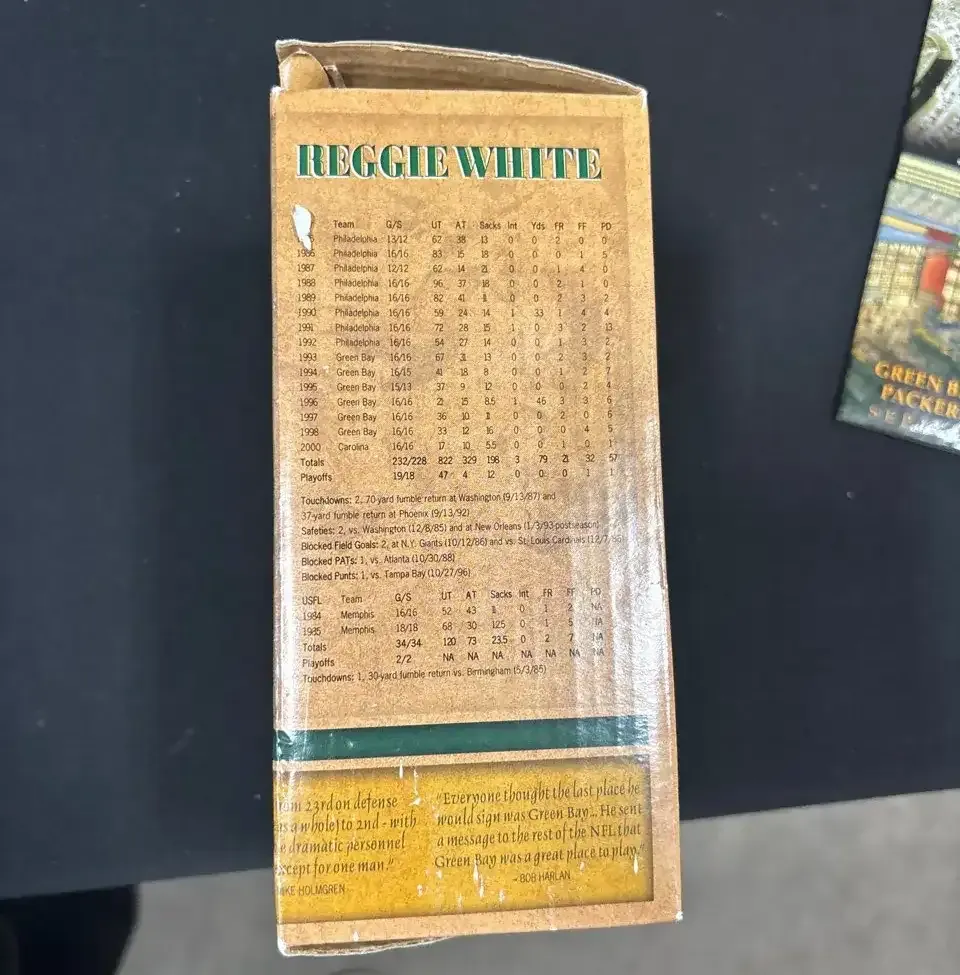 REGGIE WHITE
Team G/S UT AT Sacks Int Yds FR FF PD
Philadelphia 13/12 62 38 13 0 0 2 0 0
1986 Philadelphia 16/16 83 15 18 0 0 0 1 5
1987 Philadelphia 12/12 62 14 21 0 0 1 4 0
1988 Philadelphia 16/16 96 37 18 0 0 2 1 0
1989 Philadelphia 16/16 82 41 11 0 0 2 3 2
1990 Philadelphia 16/16 59 24 14 1 33 1 4 4
1991 Philadelphia 16/16 72 28 15 1 0 3 2 13
1992 Philadelphia 16/16 54 27 14 0 0 1 3 2
1993 Green Bay 16/16 67 31 13 0 0 2 3 2
1994 Green Bay 16/15 41 18 8 0 0 1 2 7
1995 Green Bay 15/13 37 9 12 0 0 0 2 4
1996 Green Bay 16/16 21 15 8.5 1 46 3 3 6
1997 Green Bay 16/16 36 10 11 0 0 2 0 6
1998 Green Bay 16/16 33 12 16 0 0 0 4 5
2000 Carolina 16/16 17 10 5.5 0 0 1 0 1
Totals 232/228 822 329 198 3 79 21 32 57
Playoffs 19/18 47 4 12 0 0 0 1 1
Touchdowns: 2, 70-yard fumble return at Washington (9/13/87) and
37-yard fumble return at Phoenix (9/13/92)
Safeties: 2, vs. Washington (12/8/85) and at New Orleans (1/3/93-postseason)
Blocked Field Goals: 2, at N.Y. Giants (10/12/86) and vs. St. Louis Cardinals
Blocked PATs: 1, vs. Atlanta (10/30/88)
Blocked Punts: 1, vs. Tampa Bay (10/27/96)
USFL Team G/S UT AT Sacks Int FR FF PD
1984 Memphis 16/16 52 43 11 0 1 2 NA
1985 Memphis 18/18 68 30 12.5 0 1 5 NA
Totals 34/34 120 73 23.5 0 2 7 NA
Playoffs 2/2 NA NA NA NA NA NA NA
Touchdowns: 1, 30-yard fumble return vs. Birmingham (5/3/85)
23rd on defense
as a whole) to 2nd - with
dramatic personnel
except for one man."
MIKE HOLMGREN
"Everyone thought the last place he
would sign was Green Bay... He sent
a message to the rest of the NFL that
Green Bay was a great place to play."
- BOB HARLAN
GREEN B
PACKER